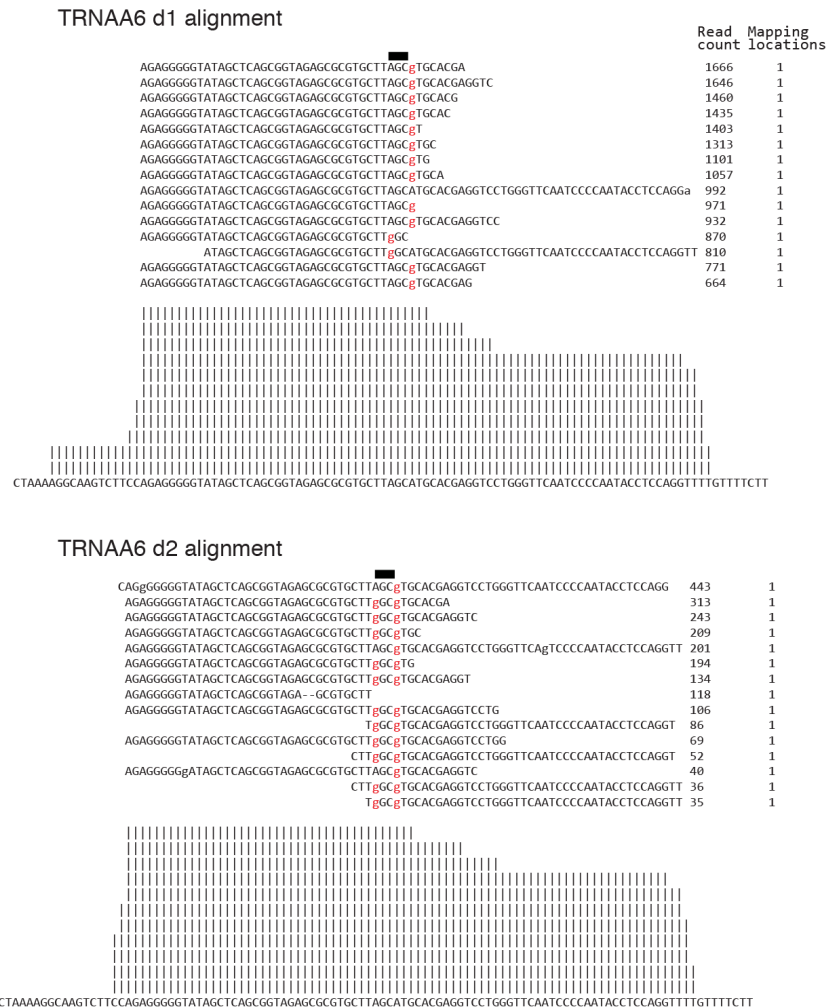 TRNAA6 d1 alignment
Read Mapping
count locations
AGAGGGGGTATAGCTCAGCGGTAGAGCGCGTGCTTAGCgTGCACGA 1666 1
AGAGGGGGTATAGCTCAGCGGTAGAGCGCGTGCTTAGCgTGCACGAGGTC 1646 1
AGAGGGGGTATAGCTCAGCGGTAGAGCGCGTGCTTAGCgTGCACG 1460 1
AGAGGGGGTATAGCTCAGCGGTAGAGCGCGTGCTTAGCgTGCAC 1435 1
AGAGGGGGTATAGCTCAGCGGTAGAGCGCGTGCTTAGCgT 1403 1
AGAGGGGGTATAGCTCAGCGGTAGAGCGCGTGCTTAGCgTGC 1313 1
AGAGGGGGTATAGCTCAGCGGTAGAGCGCGTGCTTAGCgTG 1101 1
AGAGGGGGTATAGCTCAGCGGTAGAGCGCGTGCTTAGCgTGCA 1057 1
AGAGGGGGTATAGCTCAGCGGTAGAGCGCGTGCTTAGCATGCACGAGGTCCTGGGTTCAATCCCCAATACCTCCAGGa 992 1
AGAGGGGGTATAGCTCAGCGGTAGAGCGCGTGCTTAGCg 971 1
AGAGGGGGTATAGCTCAGCGGTAGAGCGCGTGCTTAGCgTGCACGAGGTCC 932 1
AGAGGGGGTATAGCTCAGCGGTAGAGCGCGTGCTTgGC 870 1
ATAGCTCAGCGGTAGAGCGCGTGCTTgGCATGCACGAGGTCCTGGGTTCAATCCCCAATACCTCCAGGTT 810 1
AGAGGGGGTATAGCTCAGCGGTAGAGCGCGTGCTTAGCgTGCACGAGGT 771 1
AGAGGGGGTATAGCTCAGCGGTAGAGCGCGTGCTTAGCgTGCACGAG 664 1
CTAAAAGGCAAGTCTTCCAGAGGGGGTATAGCTCAGCGGTAGAGCGCGTGCTTAGCATGCACGAGGTCCTGGGTTCAATCCCCAATACCTCCAGGTTTTGTTTTCTT
TRNAA6 d2 alignment
CAGgGGGGGTATAGCTCAGCGGTAGAGCGCGTGCTTAGCgTGCACGAGGTCCTGGGTTCAATCCCCAATACCTCCAGG 443 1
AGAGGGGGTATAGCTCAGCGGTAGAGCGCGTGCTTgGCgTGCACGA 313 1
AGAGGGGGTATAGCTCAGCGGTAGAGCGCGTGCTTgGCgTGCACGAGGTC 243 1
AGAGGGGGTATAGCTCAGCGGTAGAGCGCGTGCTTgGCgTGC 209 1
AGAGGGGGTATAGCTCAGCGGTAGAGCGCGTGCTTAGCgTGCACGAGGTCCTGGGTTCAgTCCCCAATACCTCCAGGTT 201 1
AGAGGGGGTATAGCTCAGCGGTAGAGCGCGTGCTTgGCgTG 194 1
AGAGGGGGTATAGCTCAGCGGTAGAGCGCGTGCTTgGCgTGCACGAGGT 134 1
AGAGGGGGTATAGCTCAGCGGTAGA--GCGTGCTT 118 1
AGAGGGGGTATAGCTCAGCGGTAGAGCGCGTGCTTgGCgTGCACGAGGTCCTG 106 1
TgGCgTGCACGAGGTCCTGGGTTCAATCCCCAATACCTCCAGGT 86 1
AGAGGGGGTATAGCTCAGCGGTAGAGCGCGTGCTTgGCgTGCACGAGGTCCTGG 69 1
CTTgGCgTGCACGAGGTCCTGGGTTCAATCCCCAATACCTCCAGGT 52 1
AGAGGGGGgATAGCTCAGCGGTAGAGCGCGTGCTTAGCgTGCACGAGGTC 40 1
CTTgGCgTGCACGAGGTCCTGGGTTCAATCCCCAATACCTCCAGGTT 36 1
TgGCgTGCACGAGGTCCTGGGTTCAATCCCCAATACCTCCAGGTT 35 1
CTAAAAGGCAAGTCTTCCAGAGGGGGTATAGCTCAGCGGTAGAGCGCGTGCTTAGCATGCACGAGGTCCTGGGTTCAATCCCCAATACCTCCAGGTTTTGTTTTCTT